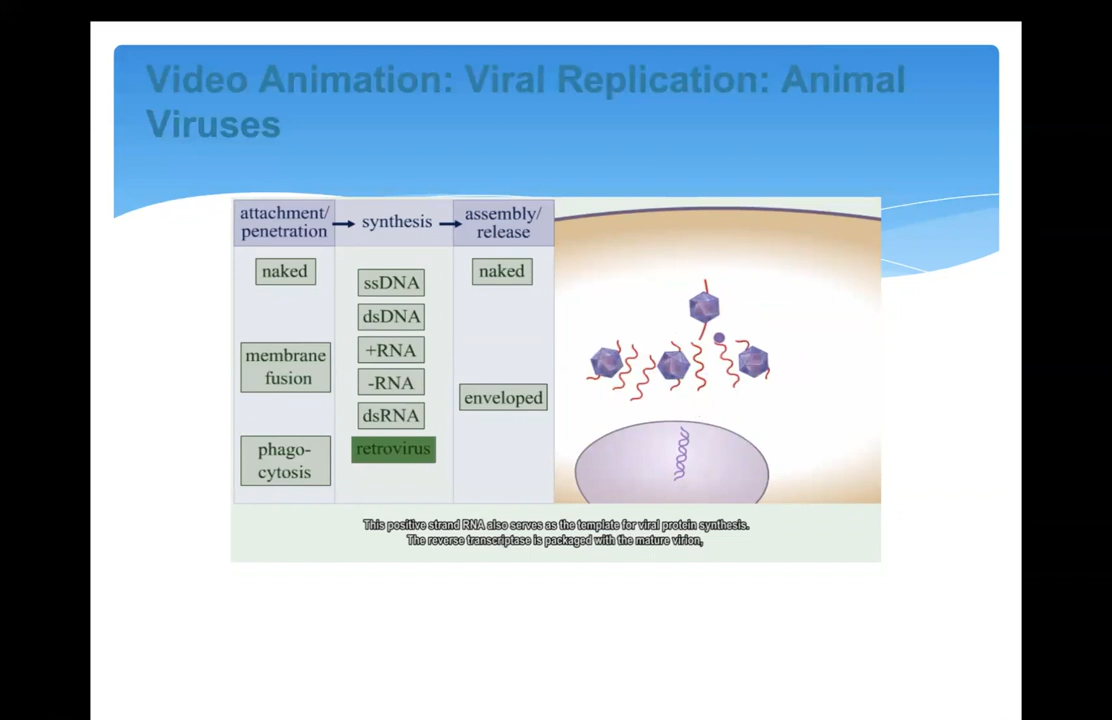 Video Animation: Viral Replication: Animal
Viruses
attachment/
penetration
synthesis
assembly/
release
naked
membrane
fusion
phago-
cytosis
ssDNA
dsDNA
+RNA
-RNA
dsRNA
retrovirus
naked
enveloped
This positive strand RNA also serves as the template for viral protein synthesis.
The reverse transcriptase is packaged with the mature virion,